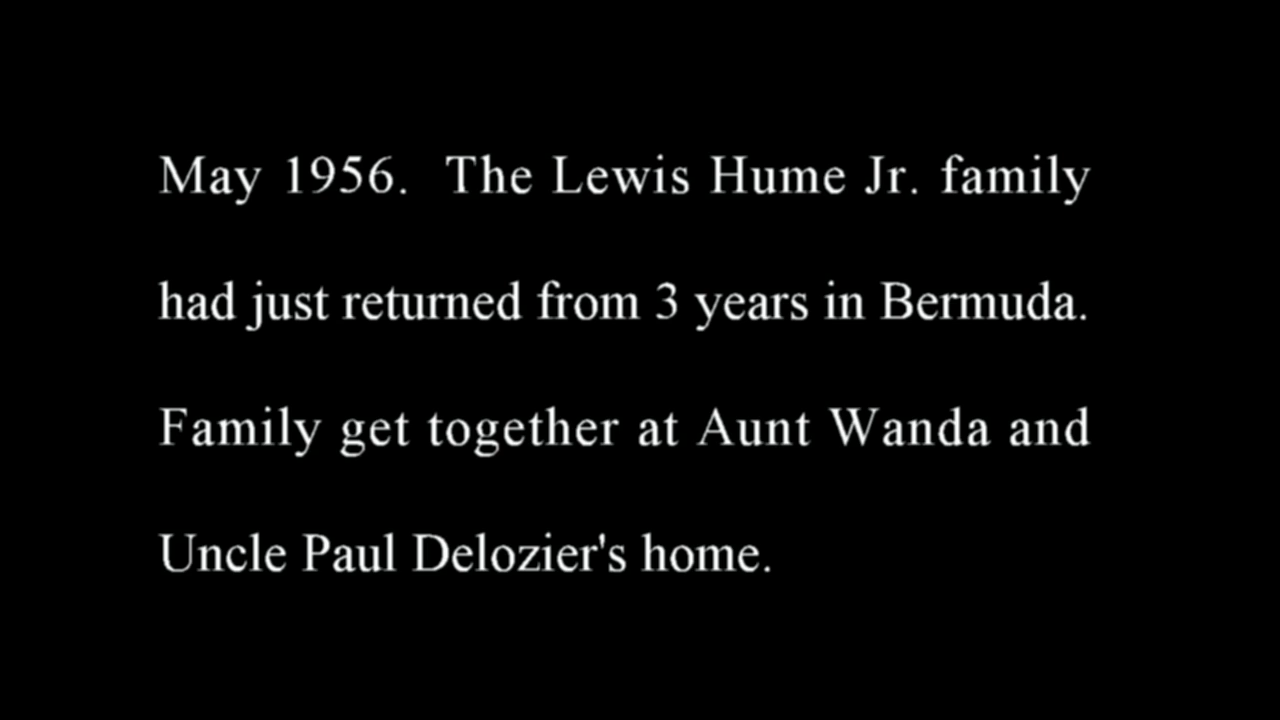 May 1956.  The Lewis Hume Jr. family
had just returned from 3 years in Bermuda.
Family get together at Aunt Wanda and
Uncle Paul Delozier's home.